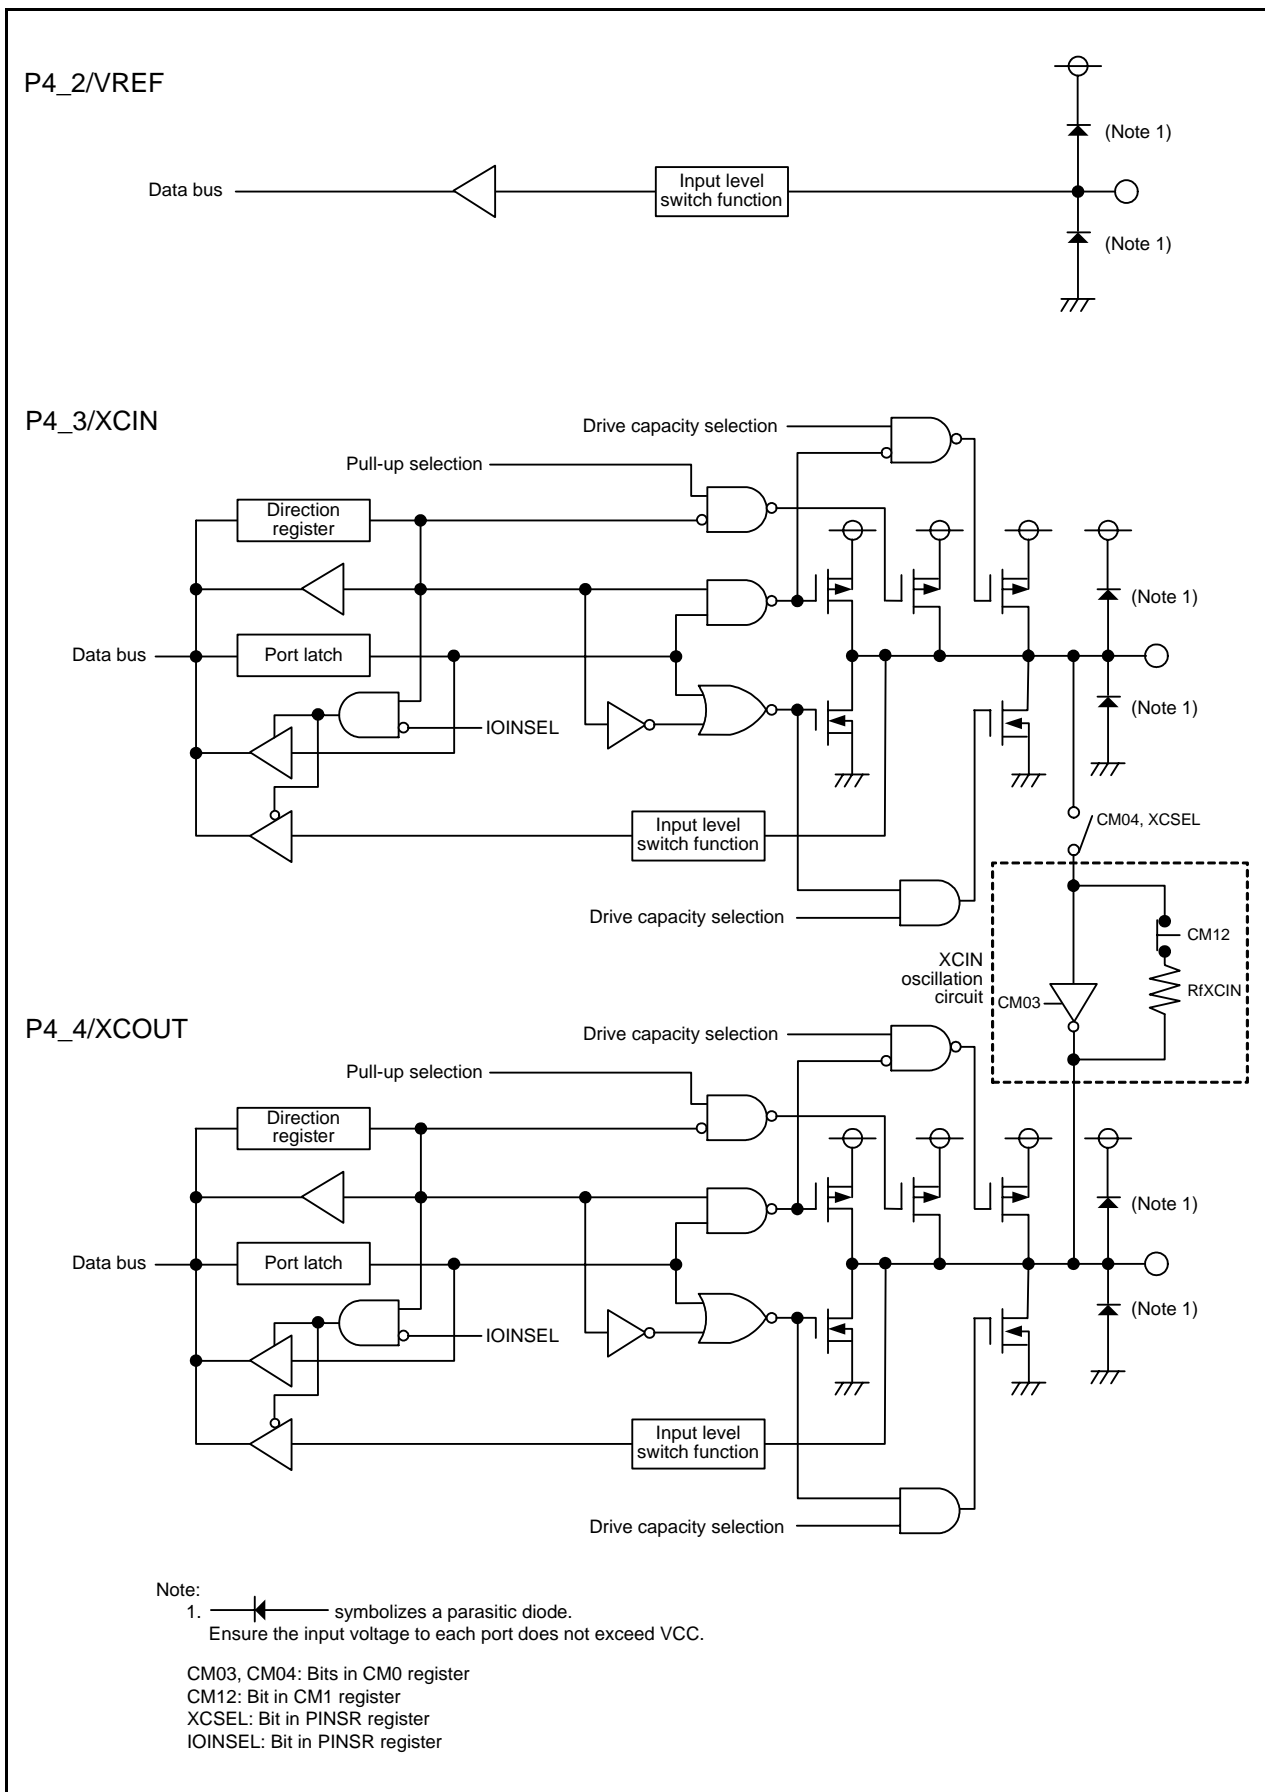 P4_2/VREF
(Note 1)
Data bus
Input level
switch function
(Note 1)
P4_3/XCIN
Drive capacity selection
Pull-up selection
Direction
register
(Note 1)
Data bus
Port latch
(Note 1)
IOINSEL
Input level
switch function
CM04, XCSEL
Drive capacity selection
CM12
XCIN
oscillation
circuit
CM03
RfXCIN
P4_4/XCOUT
Drive capacity selection
Pull-up selection
Direction
register
(Note 1)
Data bus
Port latch
(Note 1)
IOINSEL
Input level
switch function
Drive capacity selection
Note:
1. symbolizes a parasitic diode.
Ensure the input voltage to each port does not exceed VCC.
CM03, CM04: Bits in CM0 register
CM12: Bit in CM1 register
XCSEL: Bit in PINSR register
IOINSEL: Bit in PINSR register